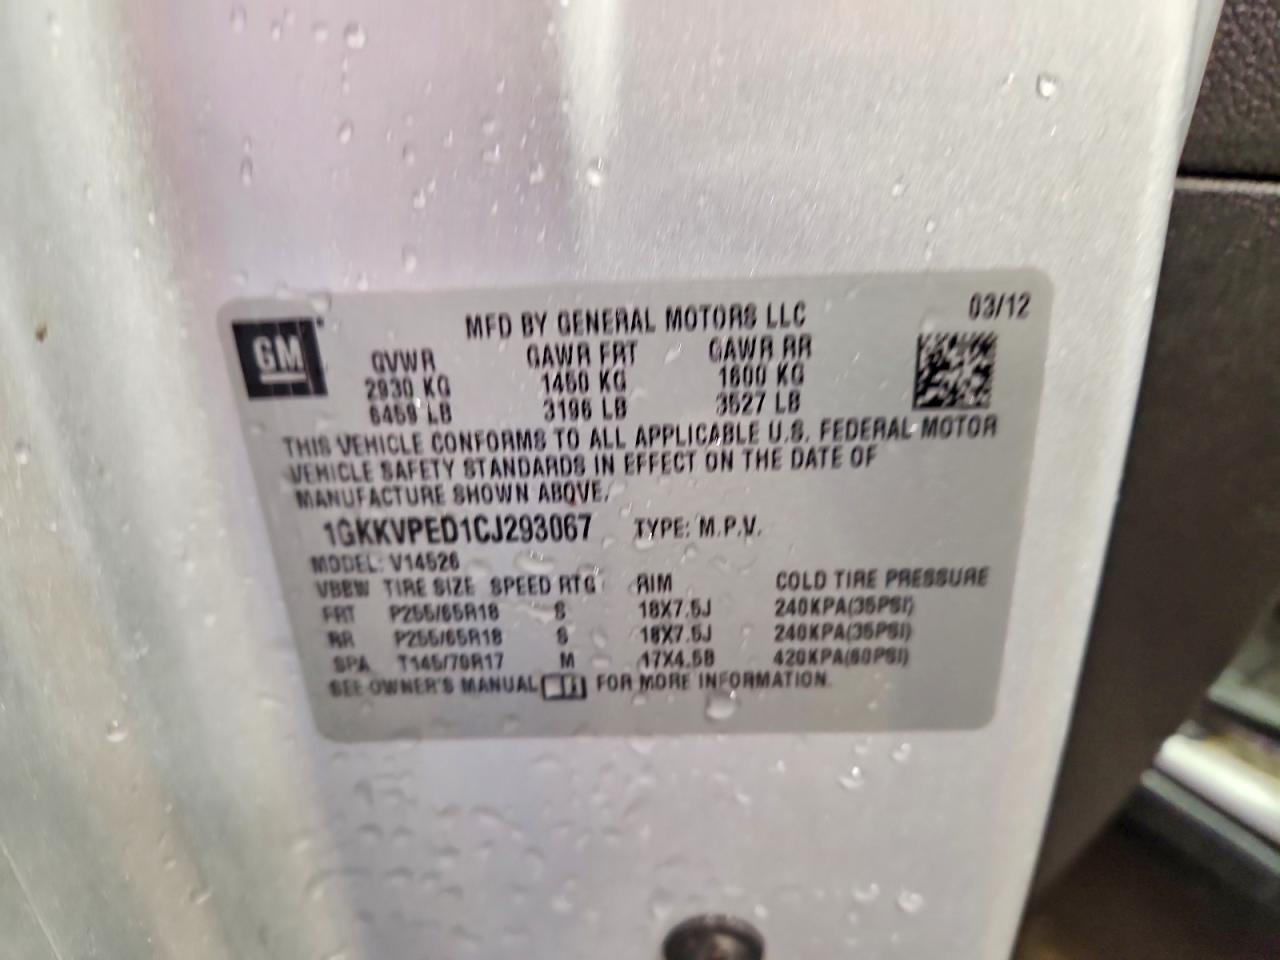 GM
03/12
MFD BY GENERAL MOTORS LLC
GVWR GAWR FRT GAWR RR
2930 KG 1450 KG 1600 KG
6459 LB 3196 LB 3527 LB
THIS VEHICLE CONFORMS TO ALL APPLICABLE U.S. FEDERAL MOTOR
VEHICLE SAFETY STANDARDS IN EFFECT ON THE DATE OF
MANUFACTURE SHOWN ABOVE.
1GKKVPED1CJ293067 TYPE: M.P.V.
MODEL: V14526
TIRE SIZE SPEED RTG RIM COLD TIRE PRESSURE
FRT P255/65R18 S 18X7.5J 240KPA(35PSI)
RR P255/65R18 S 18X7.5J 240KPA(35PSI)
SPA T145/70R17 M 17X4.5B 420KPA(60PSI)
SEE OWNER'S MANUAL FOR MORE INFORMATION.